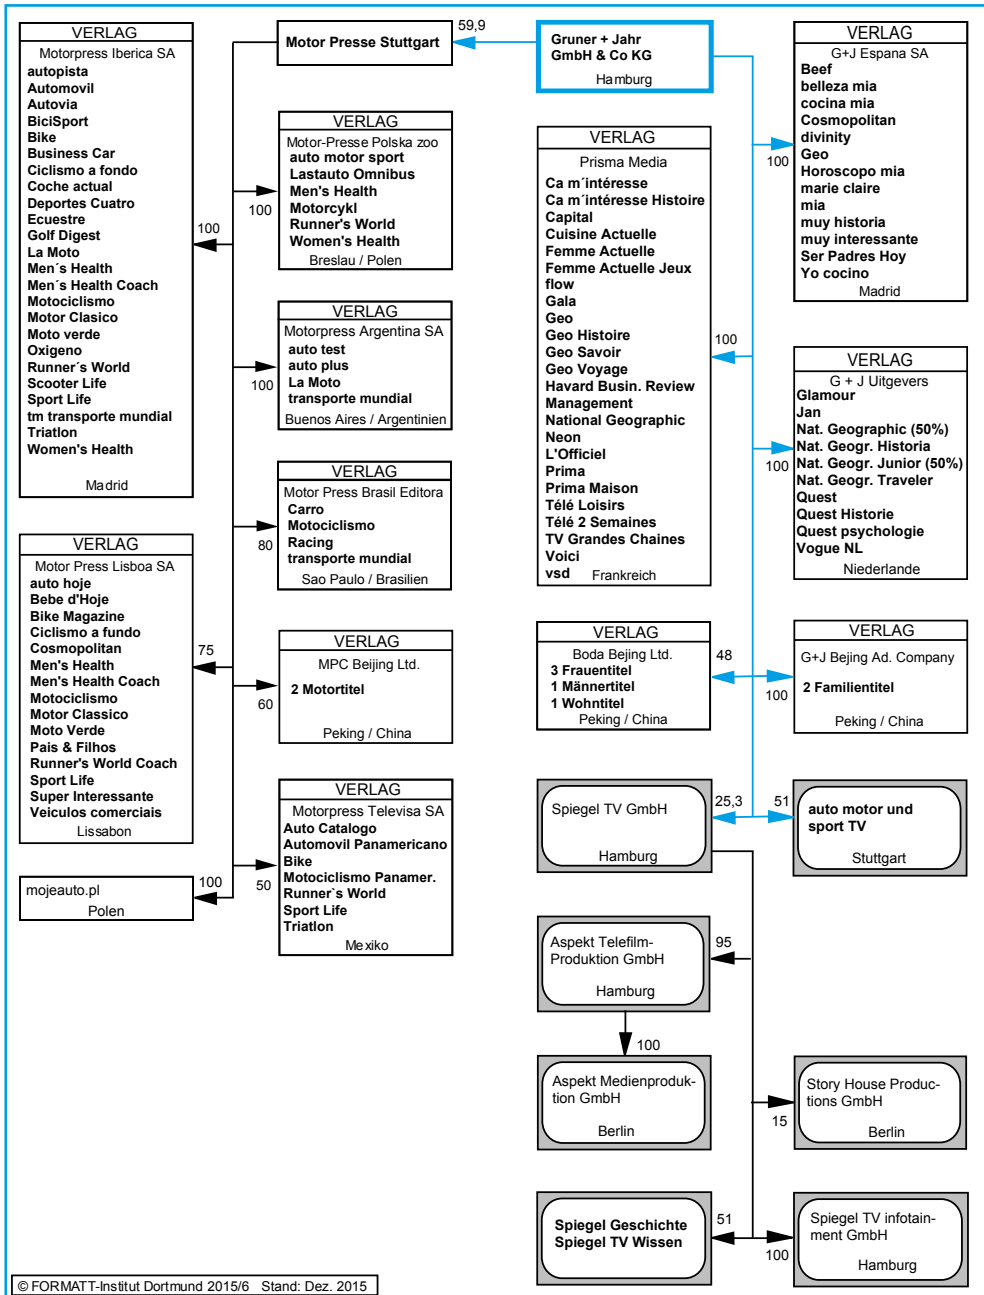 VERLAG
Motorpress Iberica SA
autopista
Automovil
Autovia
BiciSport
Bike
Business Car
Ciclismo a fondo
Coche actual
Deportes Cuatro
Ecuestre
Golf Digest
La Moto
Men´s Health
Men´s Health Coach
Motociclismo
Motor Clasico
Moto verde
Oxigeno
Runner´s World
Scooter Life
Sport Life
tm transporte mundial
Triatlon
Women's Health
Madrid
100
VERLAG
Motor Press Lisboa SA
auto hoje
Bebe d'Hoje
Bike Magazine
Ciclismo a fundo
Cosmopolitan
Men's Health
Men's Health Coach
Motociclismo
Motor Classico
Moto Verde
Pais & Filhos
Runner's World Coach
Sport Life
Super Interessante
Veiculos comerciais
Lissabon
75
mojeauto.pl
Polen
100
Motor Presse Stuttgart
59,9
VERLAG
Motor-Presse Polska zoo
auto motor sport
Lastauto Omnibus
Men's Health
Motorcykl
Runner's World
Women's Health
Breslau / Polen
100
VERLAG
Motorpress Argentina SA
auto test
auto plus
La Moto
transporte mundial
Buenos Aires / Argentinien
100
VERLAG
Motor Press Brasil Editora
Carro
Motociclismo
Racing
transporte mundial
Sao Paulo / Brasilien
80
VERLAG
MPC Beijing Ltd.
2 Motortitel
Peking / China
60
VERLAG
Motorpress Televisa SA
Auto Catalogo
Automovil Panamericano
Bike
Motociclismo Panamer.
Runner`s World
Sport Life
Triatlon
Mexiko
50
Gruner + Jahr
GmbH & Co KG
Hamburg
VERLAG
Prisma Media
Ca m´intéresse
Ca m´intéresse Histoire
Capital
Cuisine Actuelle
Femme Actuelle
Femme Actuelle Jeux
flow
Gala
Geo
Geo Histoire
Geo Savoir
Geo Voyage
Havard Busin. Review
Management
National Geographic
Neon
L'Officiel
Prima
Prima Maison
Télé Loisirs
Télé 2 Semaines
TV Grandes Chaines
Voici
vsd
Frankreich
100
VERLAG
G+J Espana SA
Beef
belleza mia
cocina mia
Cosmopolitan
divinity
Geo
Horoscopo mia
marie claire
mia
muy historia
muy interessante
Ser Padres Hoy
Yo cocino
Madrid
100
VERLAG
G + J Uitgevers
Glamour
Jan
Nat. Geographic (50%)
Nat. Geogr. Historia
Nat. Geogr. Junior (50%)
Nat. Geogr. Traveler
Quest
Quest Historie
Quest psychologie
Vogue NL
Niederlande
100
VERLAG
Boda Bejing Ltd.
3 Frauentitel
1 Männertitel
1 Wohntitel
Peking / China
48
VERLAG
G+J Bejing Ad. Company
2 Familientitel
Peking / China
100
Spiegel TV GmbH
Hamburg
25,3
51
auto motor und
sport TV
Stuttgart
Aspekt Telefilm-
Produktion GmbH
Hamburg
95
100
Aspekt Medienproduk-
tion GmbH
Berlin
Story House Produc-
tions GmbH
Berlin
15
Spiegel Geschichte
Spiegel TV Wissen
51
Spiegel TV infotain-
ment GmbH
Hamburg
100
© FORMATT-Institut Dortmund 2015/6 Stand: Dez. 2015